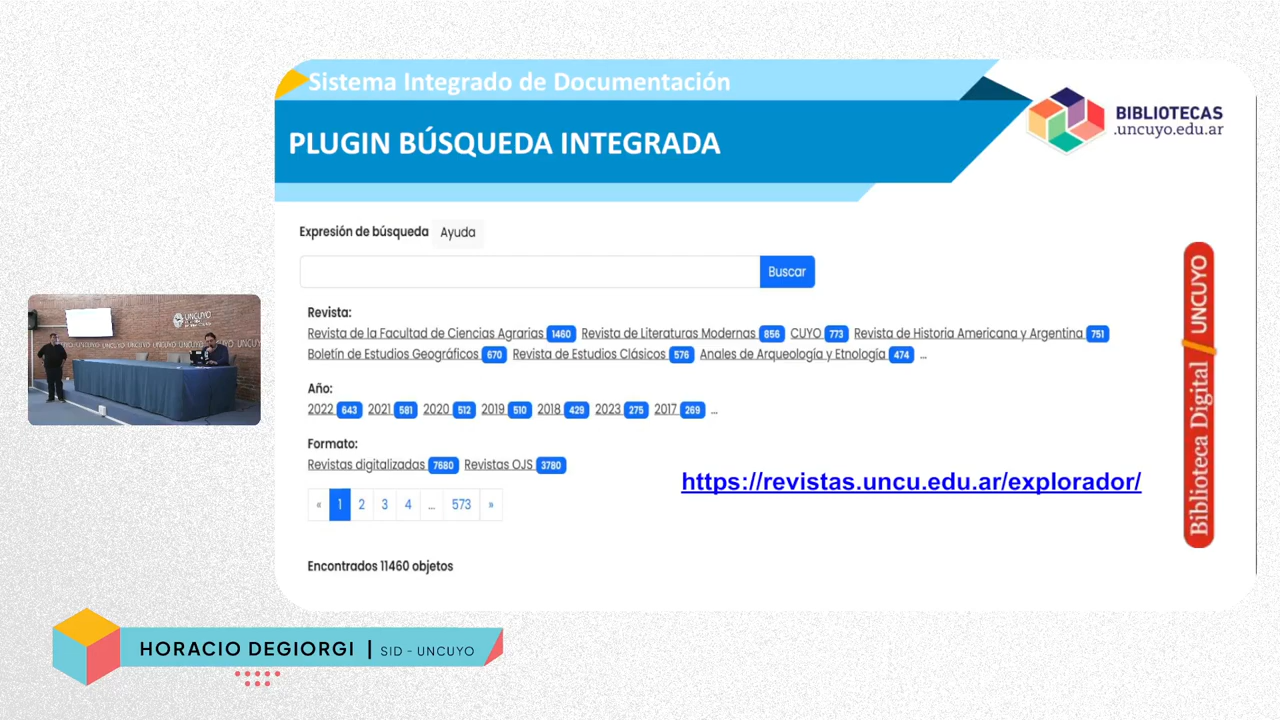 Sistema Integrado de Documentación
PLUGIN BÚSQUEDA INTEGRADA
BIBLIOTECAS
.uncuyo.edu.ar
Expresión de búsqueda Ayuda
Buscar
Revista:
Revista de la Facultad de Ciencias Agrarias 1460 Revista de Literaturas Modernas 856 CUYO 773 Revista de Historia Americana y Argentina 751
Boletín de Estudios Geográficos 670 Revista de Estudios Clásicos 576 Anales de Arqueología y Etnología 474 ...
Año:
2022 643 2021 581 2020 512 2019 510 2018 429 2023 275 2017 269 ...
Formato:
Revistas digitalizadas 7680 Revistas OJS 3780
« 1 2 3 4 ... 573 »
https://revistas.uncu.edu.ar/explorador/
Encontrados 11460 objetos
Biblioteca Digital / UNCUYO
UNCUYO
HORACIO DEGIORGI | SID - UNCUYO